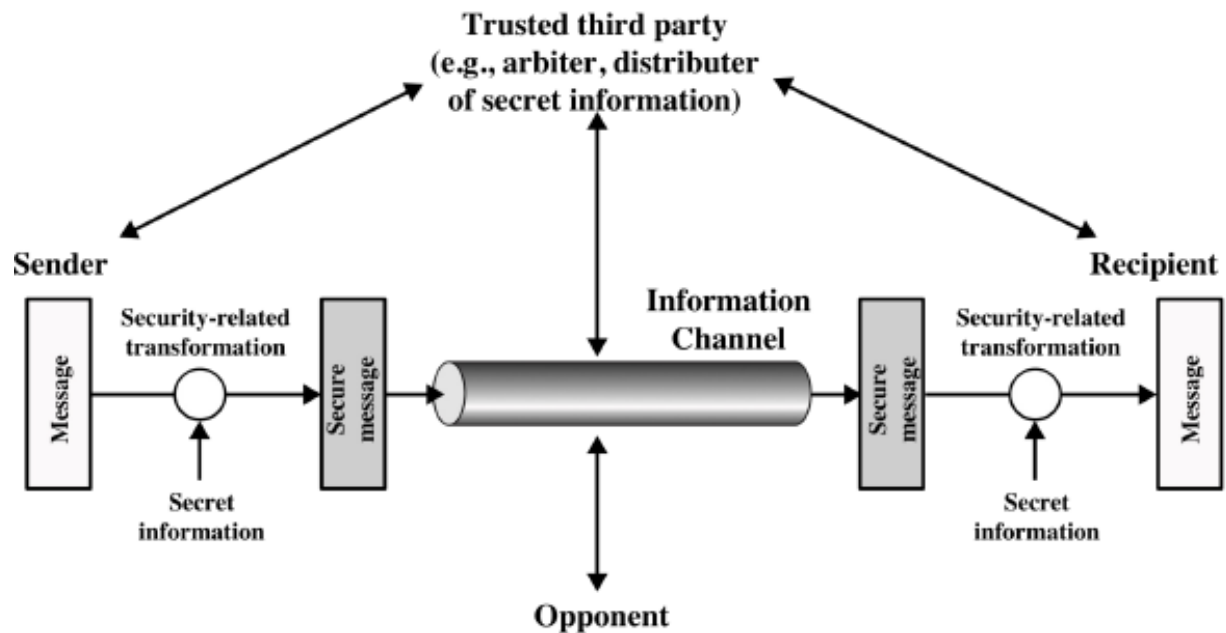 Trusted third party
(e.g., arbiter, distributer
of secret information)
Sender
Recipient
Message
Security-related
transformation
Secret
information
Secure
message
Information
Channel
Secure
message
Security-related
transformation
Secret
information
Message
Opponent